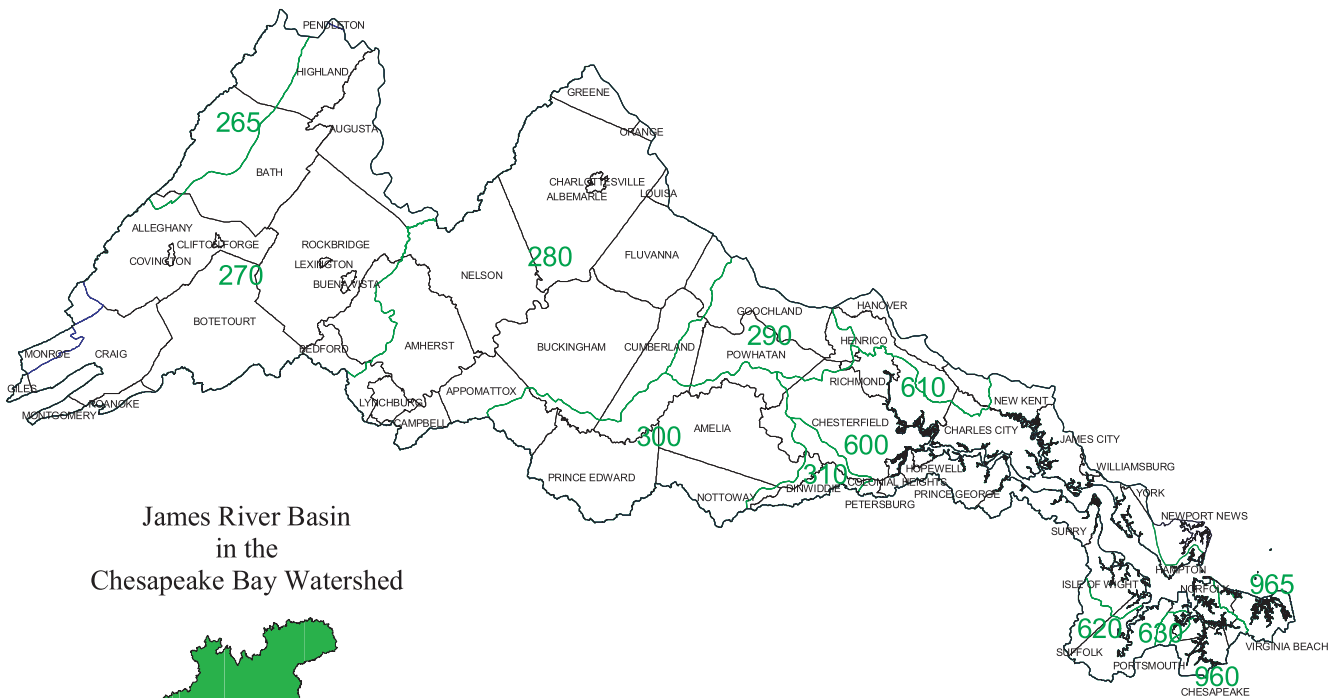 PENDLETON
HIGHLAND
GREENE
265
AUGUSTA
ORANGE
BATH
CHARLOTTESVILLE
ALBEMARLE
LOUISA
ALLEGHANY
CLIFTON FORGE
ROCKBRIDGE
COVINGTON
LEXINGTON
270
280
FLUVANNA
NELSON
BUENA VISTA
HANOVER
GOOCHLAND
BOTETOURT
290
HENRICO
MONROE
CRAIG
BEDFORD
AMHERST
BUCKINGHAM
CUMBERLAND
POWHATAN
GILES
RICHMOND
610
ROANOKE
MONTGOMERY
LYNCHBURG
APPOMATTOX
NEW KENT
CAMPBELL
AMELIA
CHESTERFIELD
CHARLES CITY
300
600
JAMES CITY
PRINCE EDWARD
310
HOPEWELL
WILLIAMSBURG
NOTTOWAY
DINWIDDIE
COLONIAL HEIGHTS
PRINCE GEORGE
YORK
PETERSBURG
NEWPORT NEWS
SURRY
HAMPTON
ISLE OF WIGHT
NORFOLK
965
620
630
SUFFOLK
VIRGINIA BEACH
PORTSMOUTH
960
CHESAPEAKE
James River Basin
in the
Chesapeake Bay Watershed